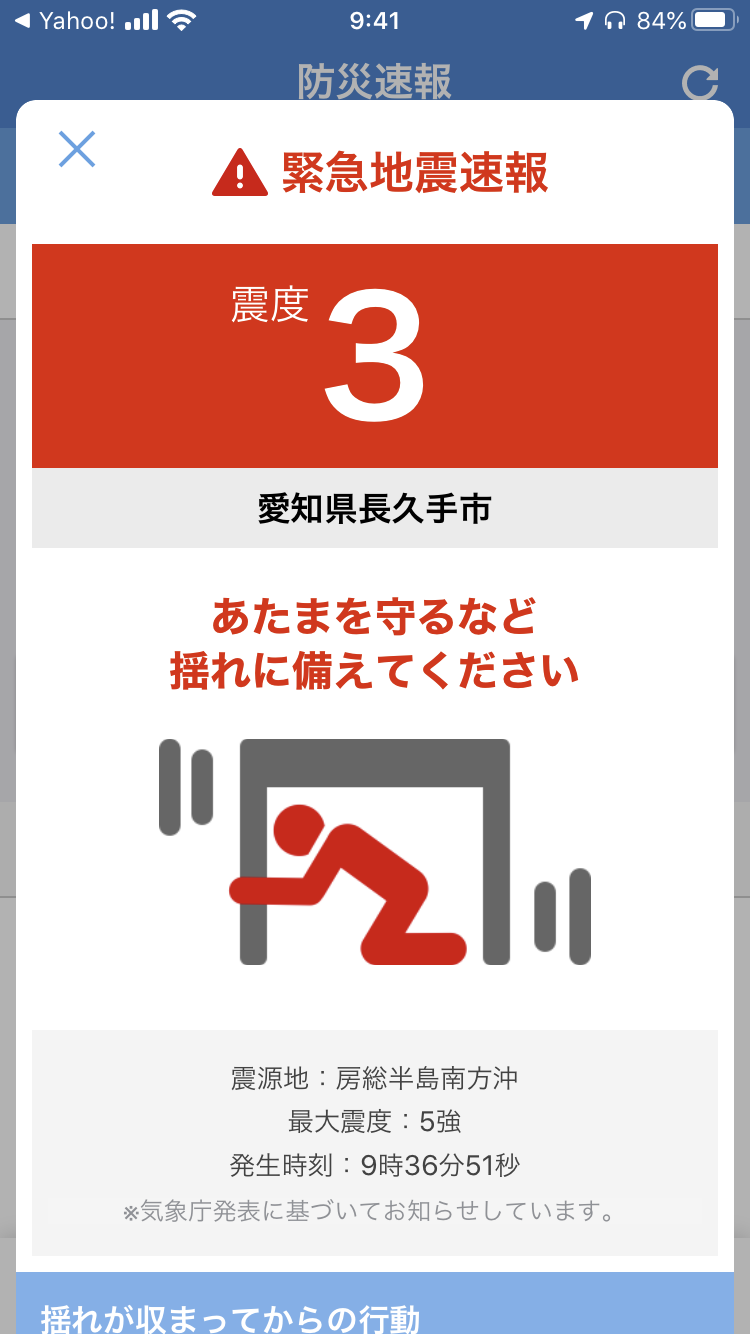 ◀ Yahoo!
9:41
84%
防災速報
緊急地震速報
震度 3
愛知県長久手市
あたまを守るなど
揺れに備えてください
震源地：房総半島南方沖
最大震度：5強
発生時刻：9時36分51秒
※気象庁発表に基づいてお知らせしています。
揺れが収まってからの行動